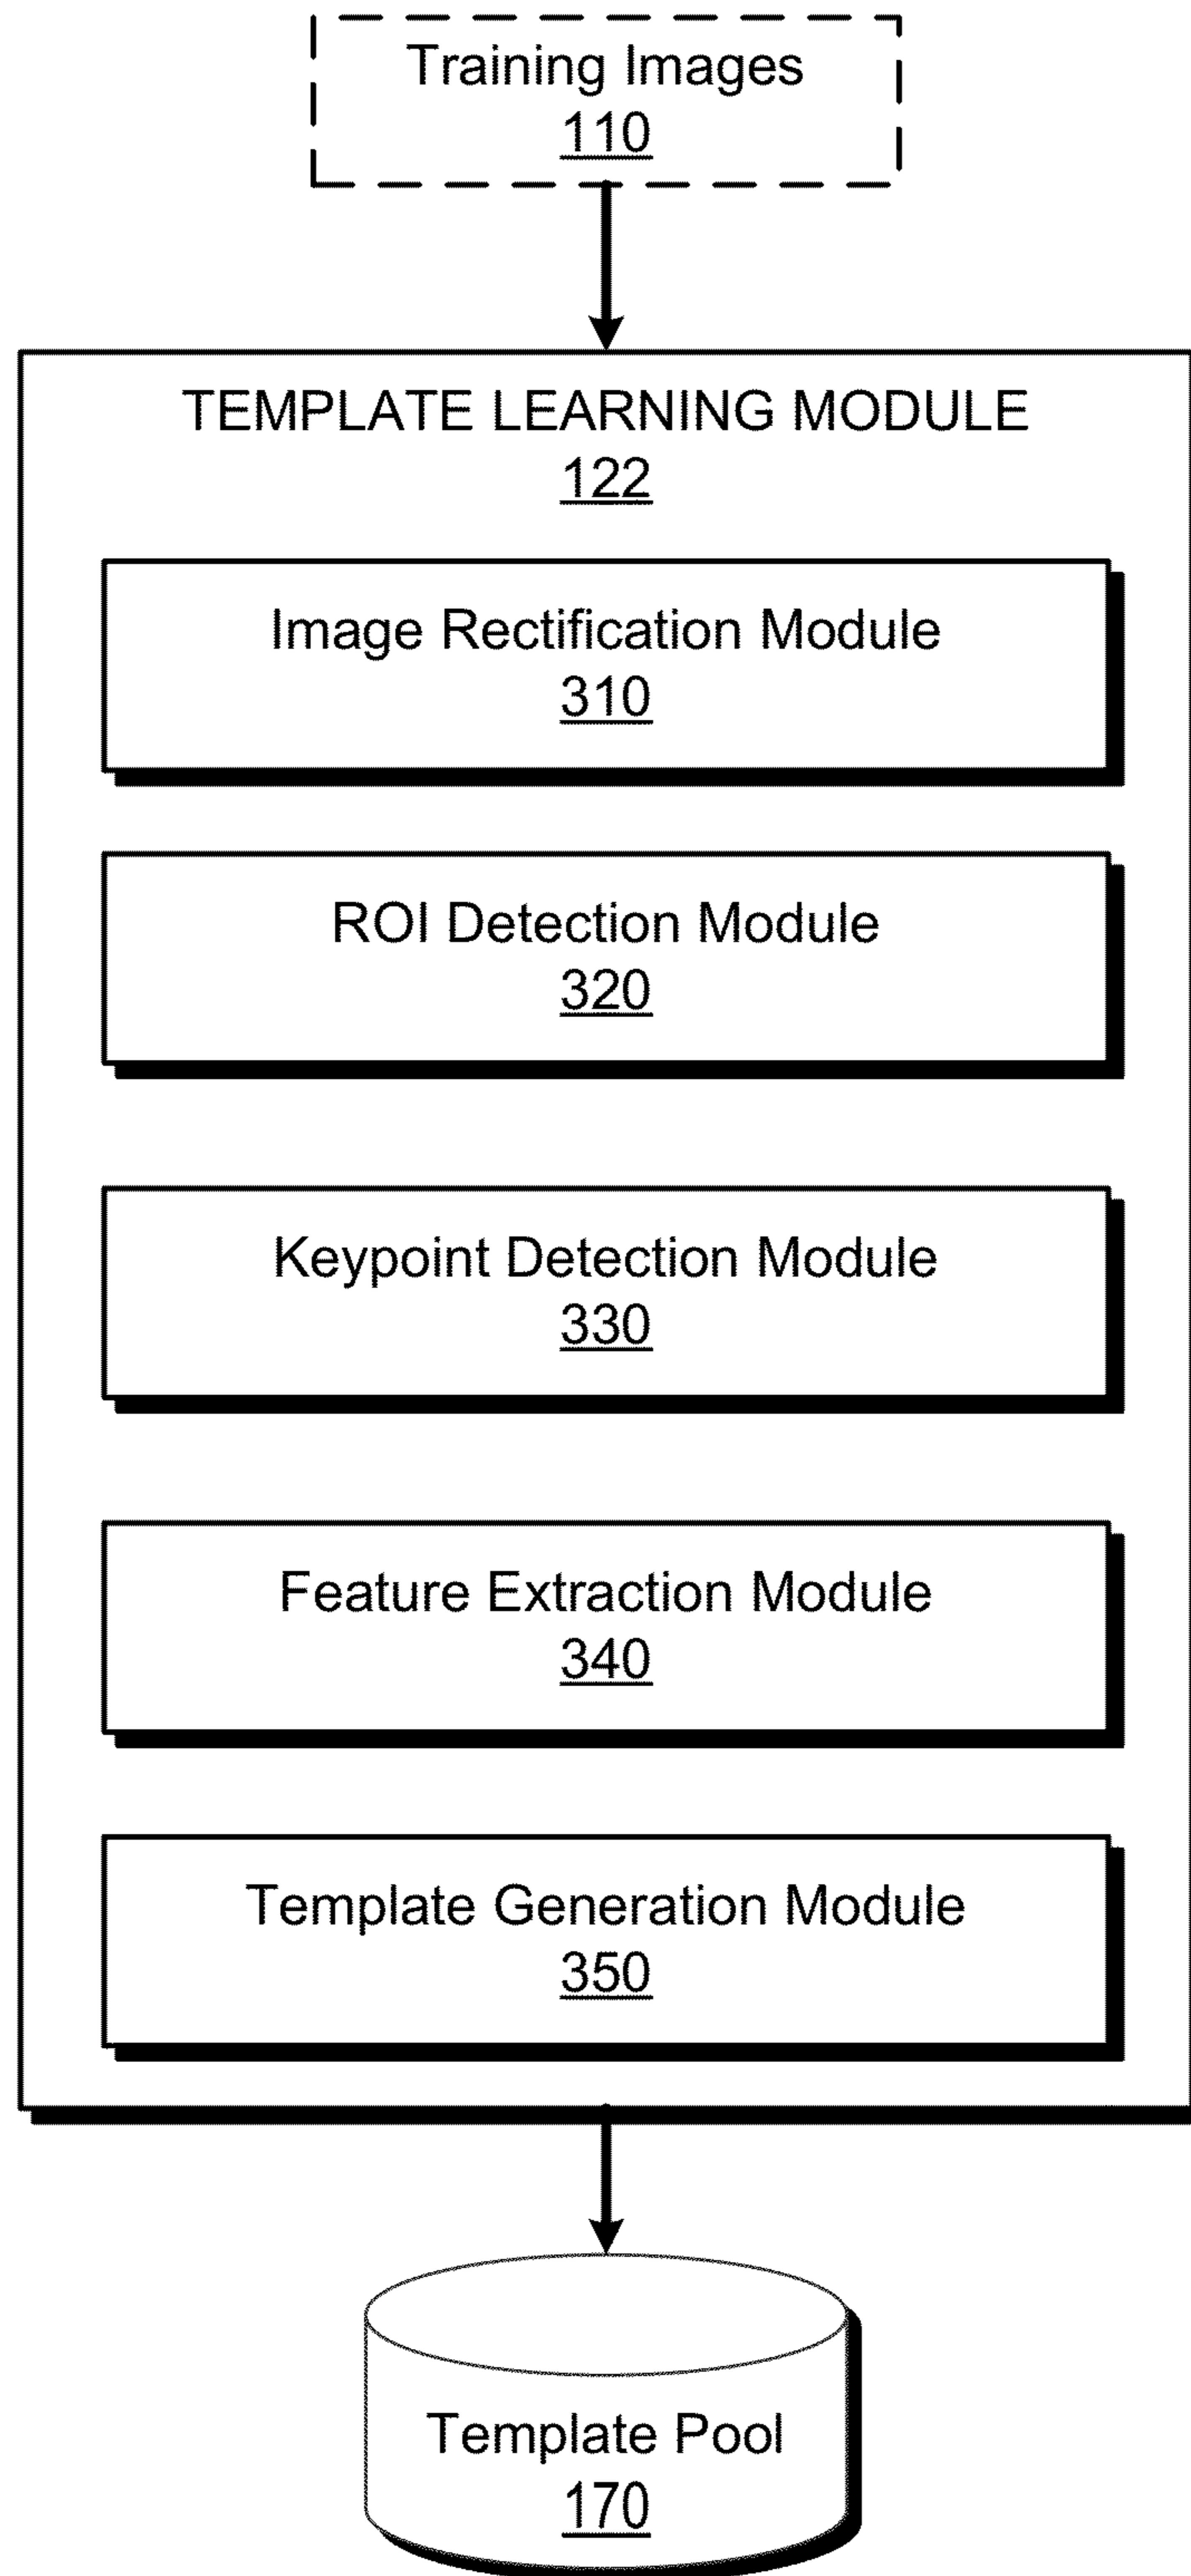 Training Images
110
TEMPLATE LEARNING MODULE
122
Image Rectification Module
310
ROI Detection Module
320
Keypoint Detection Module
330
Feature Extraction Module
340
Template Generation Module
350
Template Pool
170